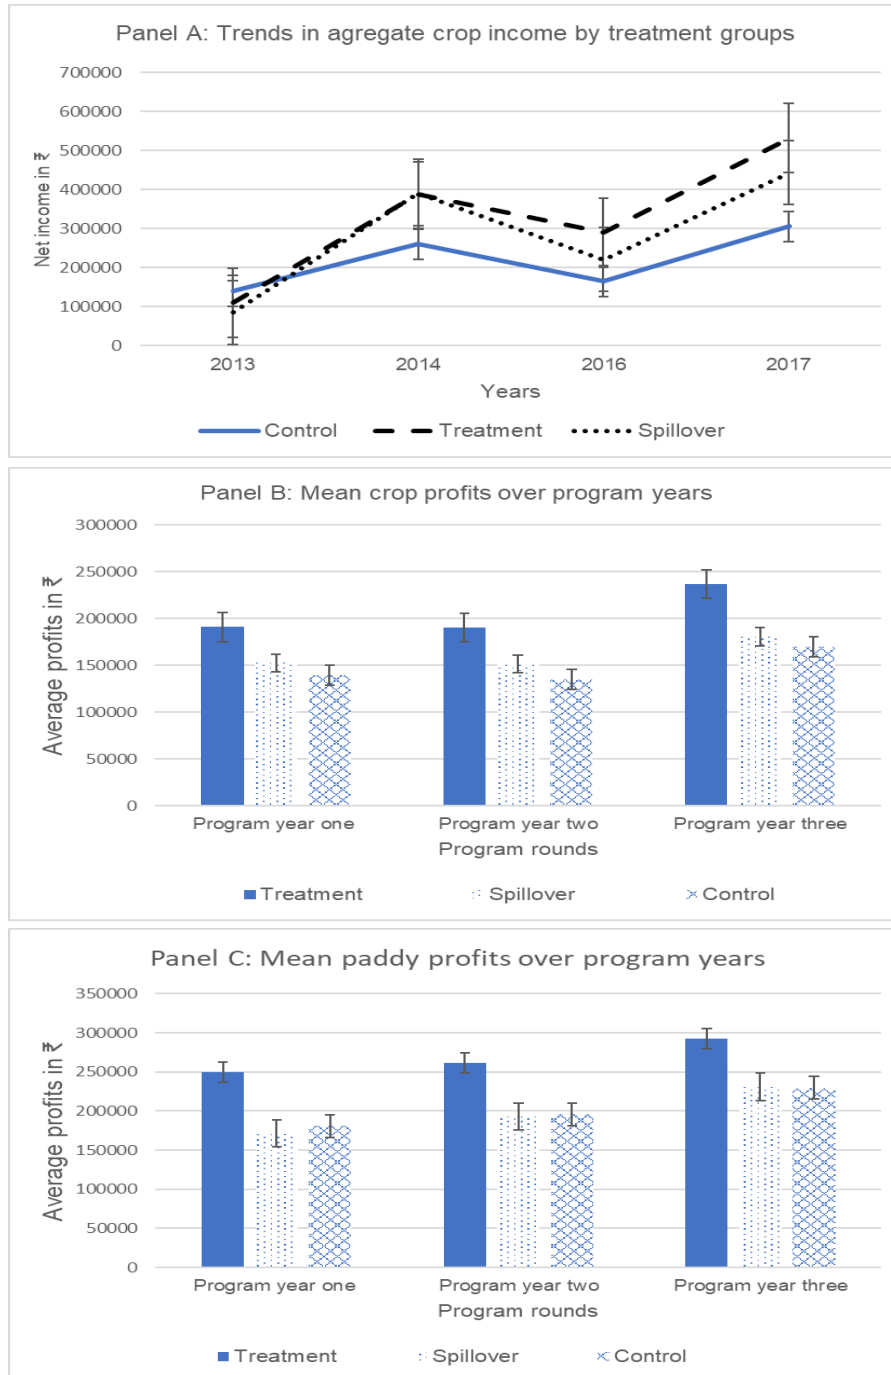 Panel A: Trends in agregate crop income by treatment groups
Net income in ₹
700000
600000
500000
400000
300000
200000
100000
0
2013 2014 2016 2017
Years
Control Treatment Spillover
Panel B: Mean crop profits over program years
Average profits in ₹
300000
250000
200000
150000
100000
50000
0
Program year one Program year two Program year three
Program rounds
Treatment Spillover Control
Panel C: Mean paddy profits over program years
Average profits in ₹
350000
300000
250000
200000
150000
100000
50000
0
Program year one Program year two Program year three
Program rounds
Treatment Spillover Control